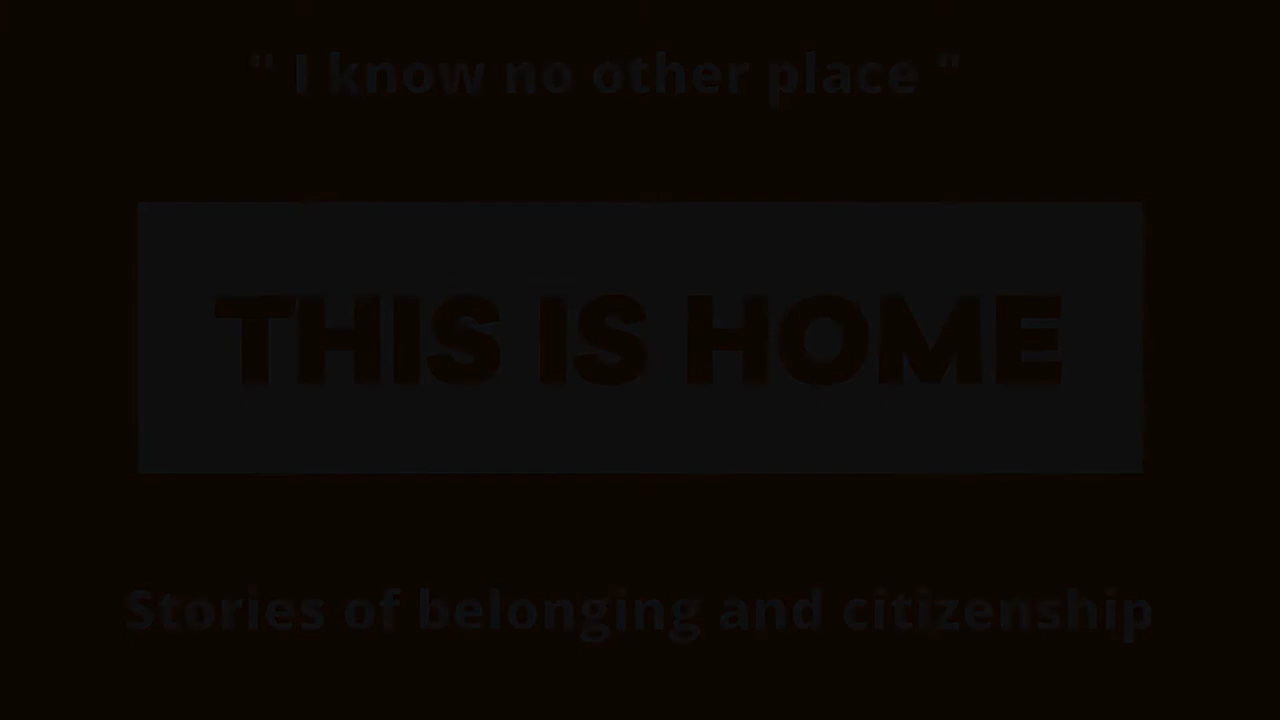 " I know no other place "
THIS IS HOME
Stories of belonging and citizenship